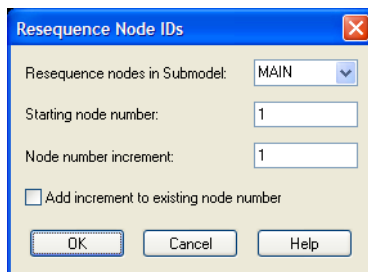 Resequence Node IDs
Resequence nodes in Submodel: MAIN
Starting node number: 1
Node number increment: 1
Add increment to existing node number
OK Cancel Help